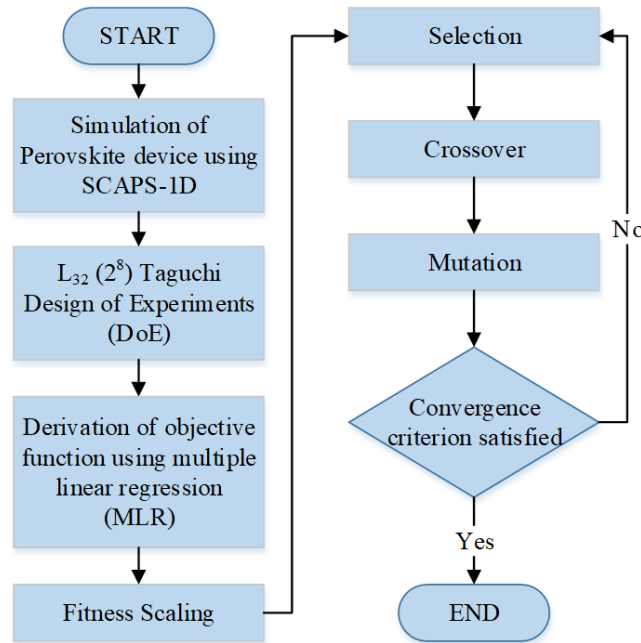 START
Simulation of
Perovskite device using
SCAPS-1D
L₃₂ (2⁸) Taguchi
Design of Experiments
(DoE)
Derivation of objective
function using multiple
linear regression
(MLR)
Fitness Scaling
Selection
Crossover
Mutation
Convergence
criterion satisfied
No
Yes
END